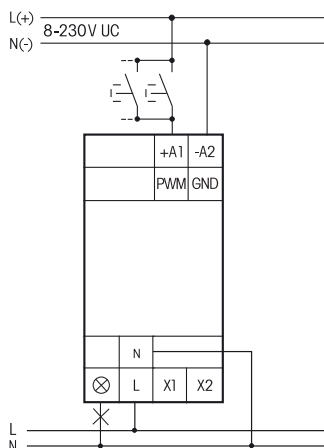 L(+)
8-230V UC
N(-)
+A1 -A2
PWM GND
N
L X1 X2
L
N